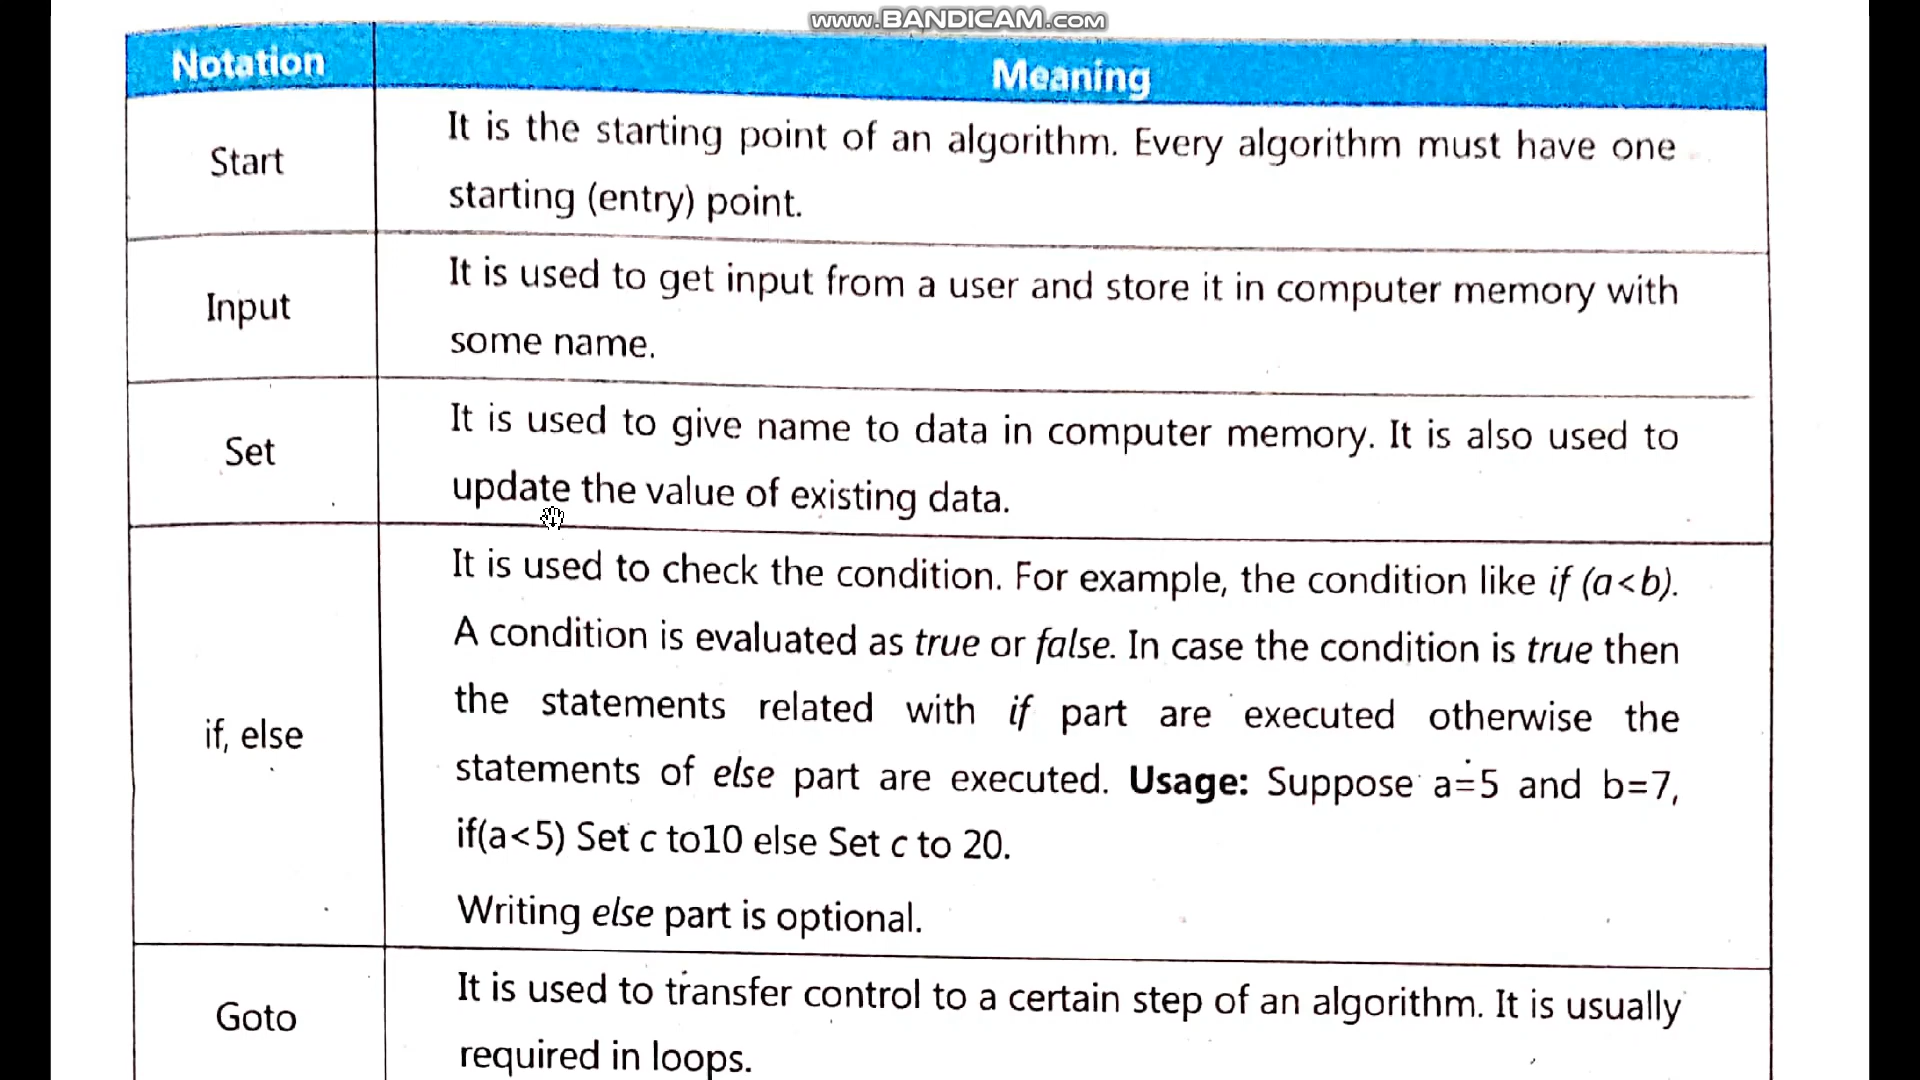 www.BANDICAM.com
Notation
Meaning
Start
It is the starting point of an algorithm. Every algorithm must have one
starting (entry) point.
Input
It is used to get input from a user and store it in computer memory with
some name.
Set
It is used to give name to data in computer memory. It is also used to
update the value of existing data.
if, else
It is used to check the condition. For example, the condition like if (a<b).
A condition is evaluated as true or false. In case the condition is true then
the statements related with if part are executed otherwise the
statements of else part are executed. Usage: Suppose a=5 and b=7,
if(a<5) Set c to10 else Set c to 20.
Writing else part is optional.
Goto
It is used to transfer control to a certain step of an algorithm. It is usually
required in loops.